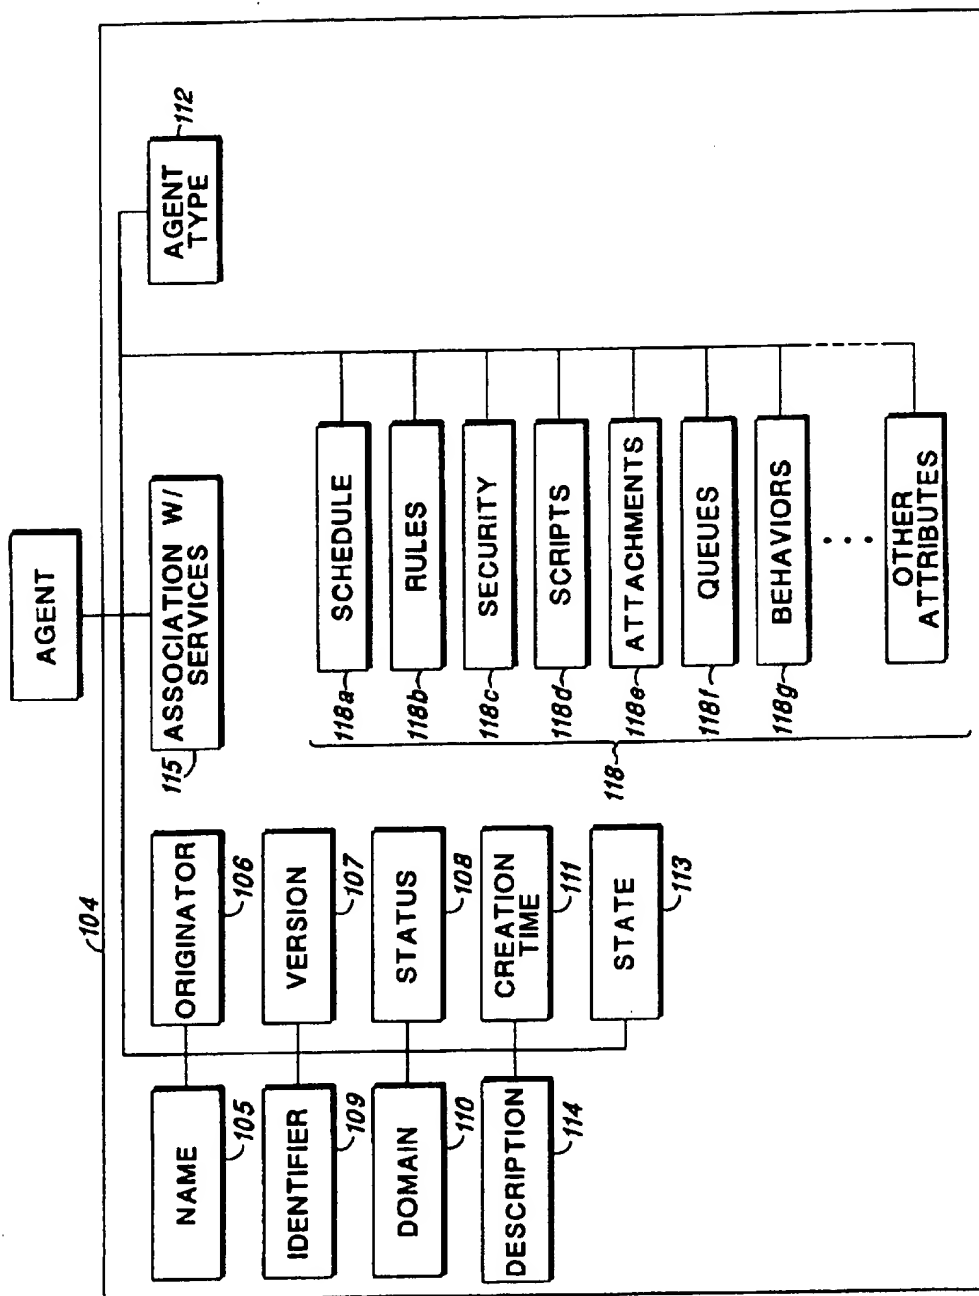 AGENT
104
NAME
105
ORIGINATOR
106
IDENTIFIER
109
VERSION
107
DOMAIN
110
STATUS
108
DESCRIPTION
114
CREATION
TIME
111
STATE
113
ASSOCIATION W/
SERVICES
115
118
118a
SCHEDULE
118b
RULES
118c
SECURITY
118d
SCRIPTS
118e
ATTACHMENTS
118f
QUEUES
118g
BEHAVIORS
• • •
OTHER
ATTRIBUTES
AGENT
TYPE
112